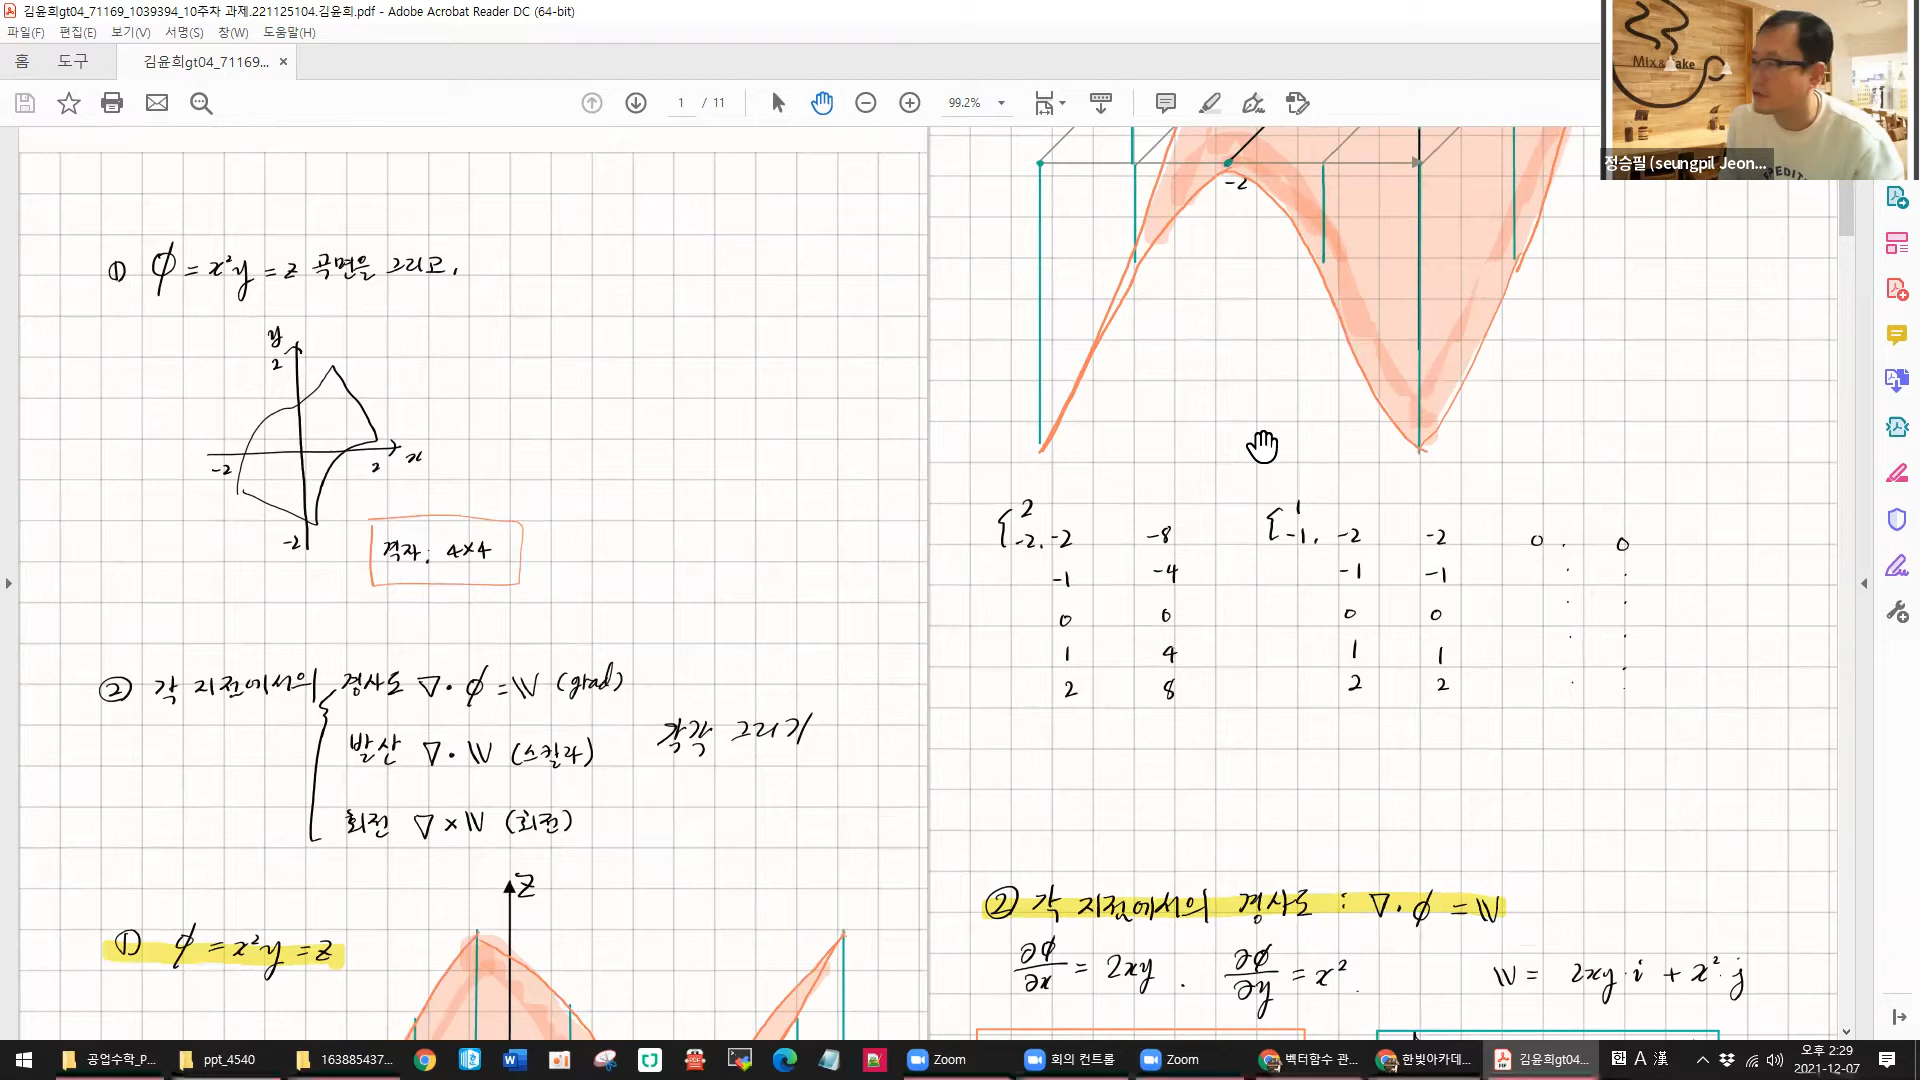 김윤희gt04_71169_1039394_10주차 과제.221125104.김윤희.pdf - Adobe Acrobat Reader DC (64-bit)
파일(F) 편집(E) 보기(V) 서명(S) 창(W) 도움말(H)
홈 도구 김윤희gt04_71169... ×
1 / 11 99.2%
Mix&
정승필 (seungpil Jeon...
① ϕ = x²y = z 곡면을 그리고,
y
2
-2 2 x
-2
격자: 4×4
② 각 지점에서의 경사도 ∇·ϕ = W (grad)
발산 ∇·W (스칼라) 각각 그리기
회전 ∇×W (회전)
z
① ϕ = x²y = z
-2
2 1
-2, -2 -8 -1, -2 -2 0 . 0
-1 -4 -1 -1
0 0 0 0
1 4 1 1
2 8 2 2
② 각 지점에서의 경사도 : ∇·ϕ = W
∂ϕ/∂x = 2xy . ∂ϕ/∂y = x² . W = 2xy·i + x²·j
공업수학_P... ppt_4540 163885437... Zoom 회의 컨트롤 Zoom 벡터함수 관... 한빛아카데... 김윤희gt04... 한 A 漢 오후 2:29
2021-12-07